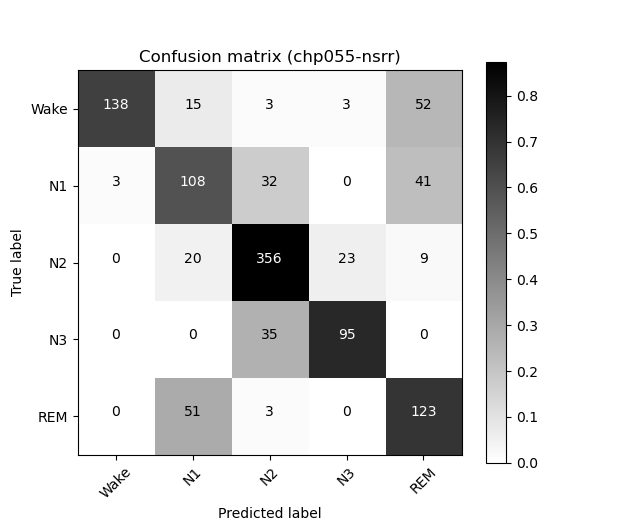 Confusion matrix (chp055-nsrr)
True label
Wake 138 15 3 3 52
N1 3 108 32 0 41
N2 0 20 356 23 9
N3 0 0 35 95 0
REM 0 51 3 0 123
Wake N1 N2 N3 REM
Predicted label
0.8
0.7
0.6
0.5
0.4
0.3
0.2
0.1
0.0